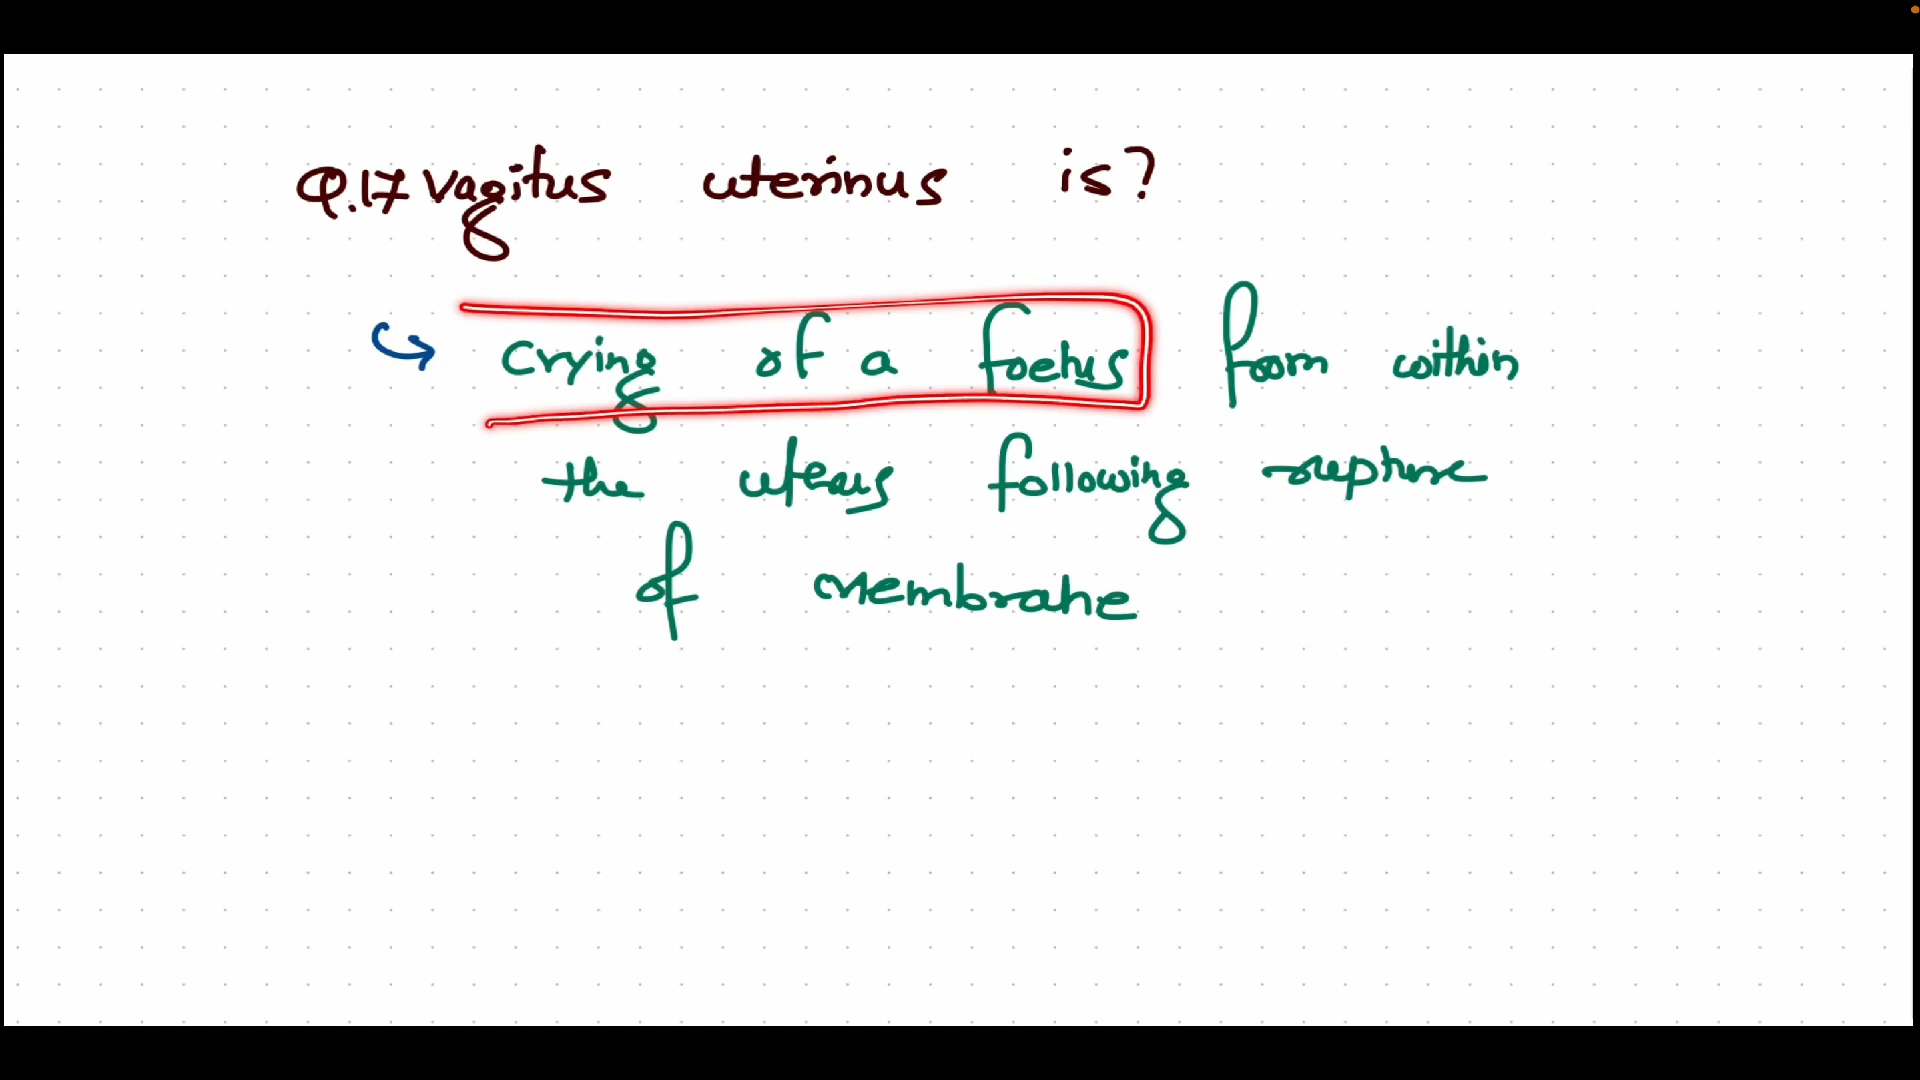 Q.17 Vagitus uterinus is?
↪ Crying of a foetus from within
the uterus following rupture
of membrane